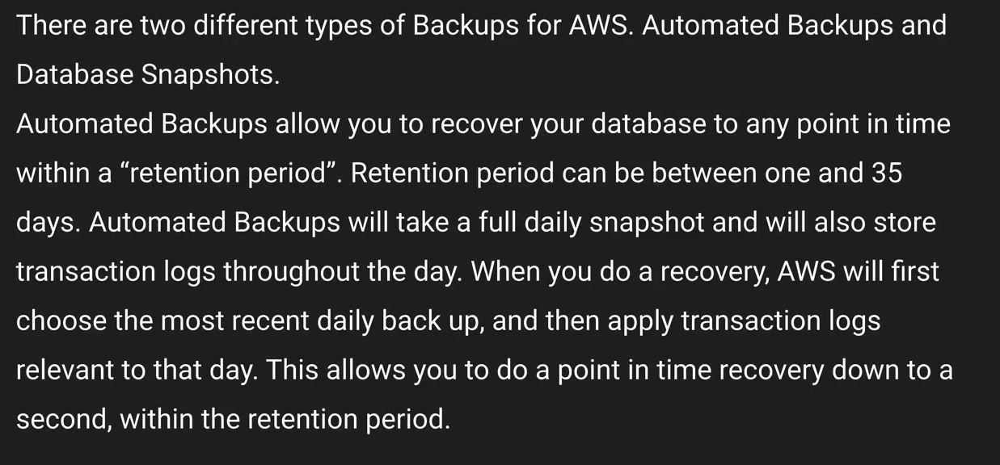 There are two different types of Backups for AWS. Automated Backups and
Database Snapshots.
Automated Backups allow you to recover your database to any point in time
within a “retention period”. Retention period can be between one and 35
days. Automated Backups will take a full daily snapshot and will also store
transaction logs throughout the day. When you do a recovery, AWS will first
choose the most recent daily back up, and then apply transaction logs
relevant to that day. This allows you to do a point in time recovery down to a
second, within the retention period.